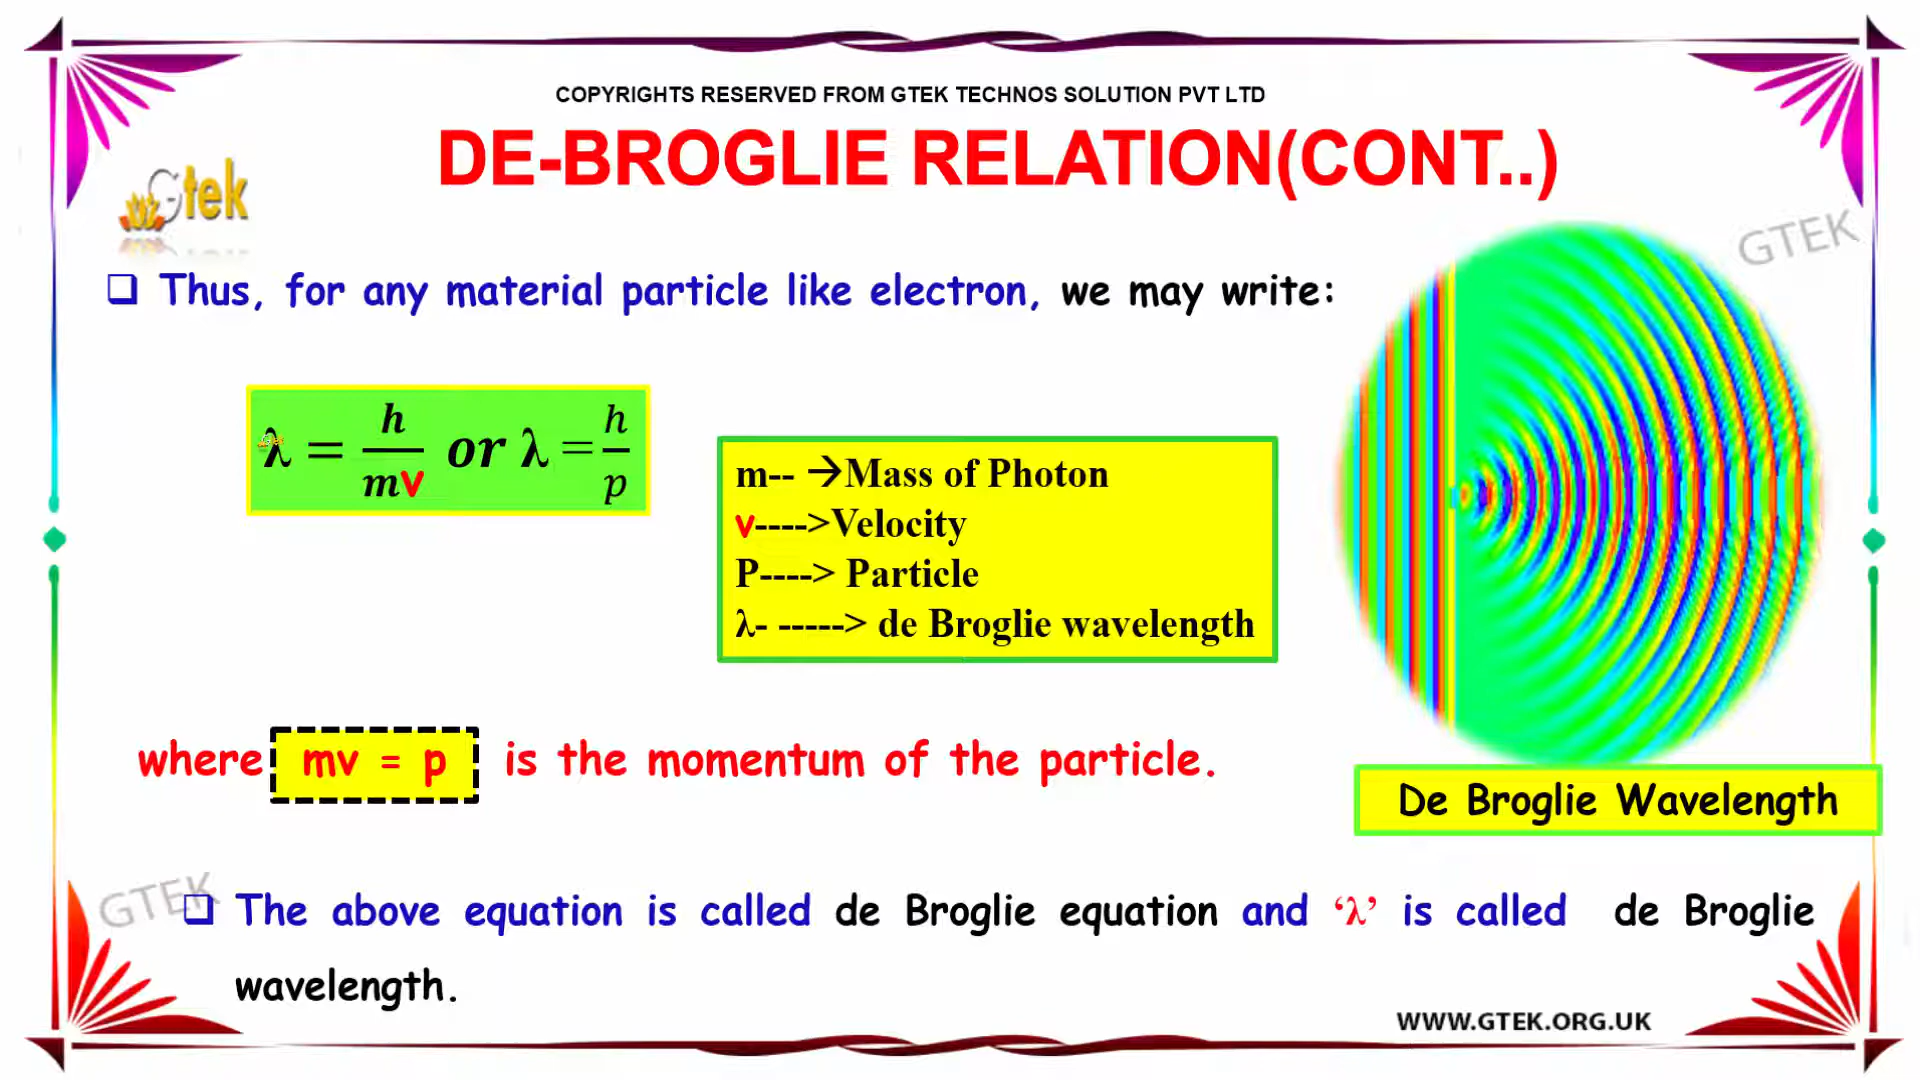 COPYRIGHTS RESERVED FROM GTEK TECHNOS SOLUTION PVT LTD
DE-BROGLIE RELATION(CONT..)
Gtek
GTEK
❑ Thus, for any material particle like electron, we may write:
λ = h/mv or λ = h/p
m-- →Mass of Photon
v---->Velocity
P----> Particle
λ- -----> de Broglie wavelength
where mv = p is the momentum of the particle.
De Broglie Wavelength
GTEK
❑ The above equation is called de Broglie equation and ‘λ’ is called de Broglie
wavelength.
WWW.GTEK.ORG.UK